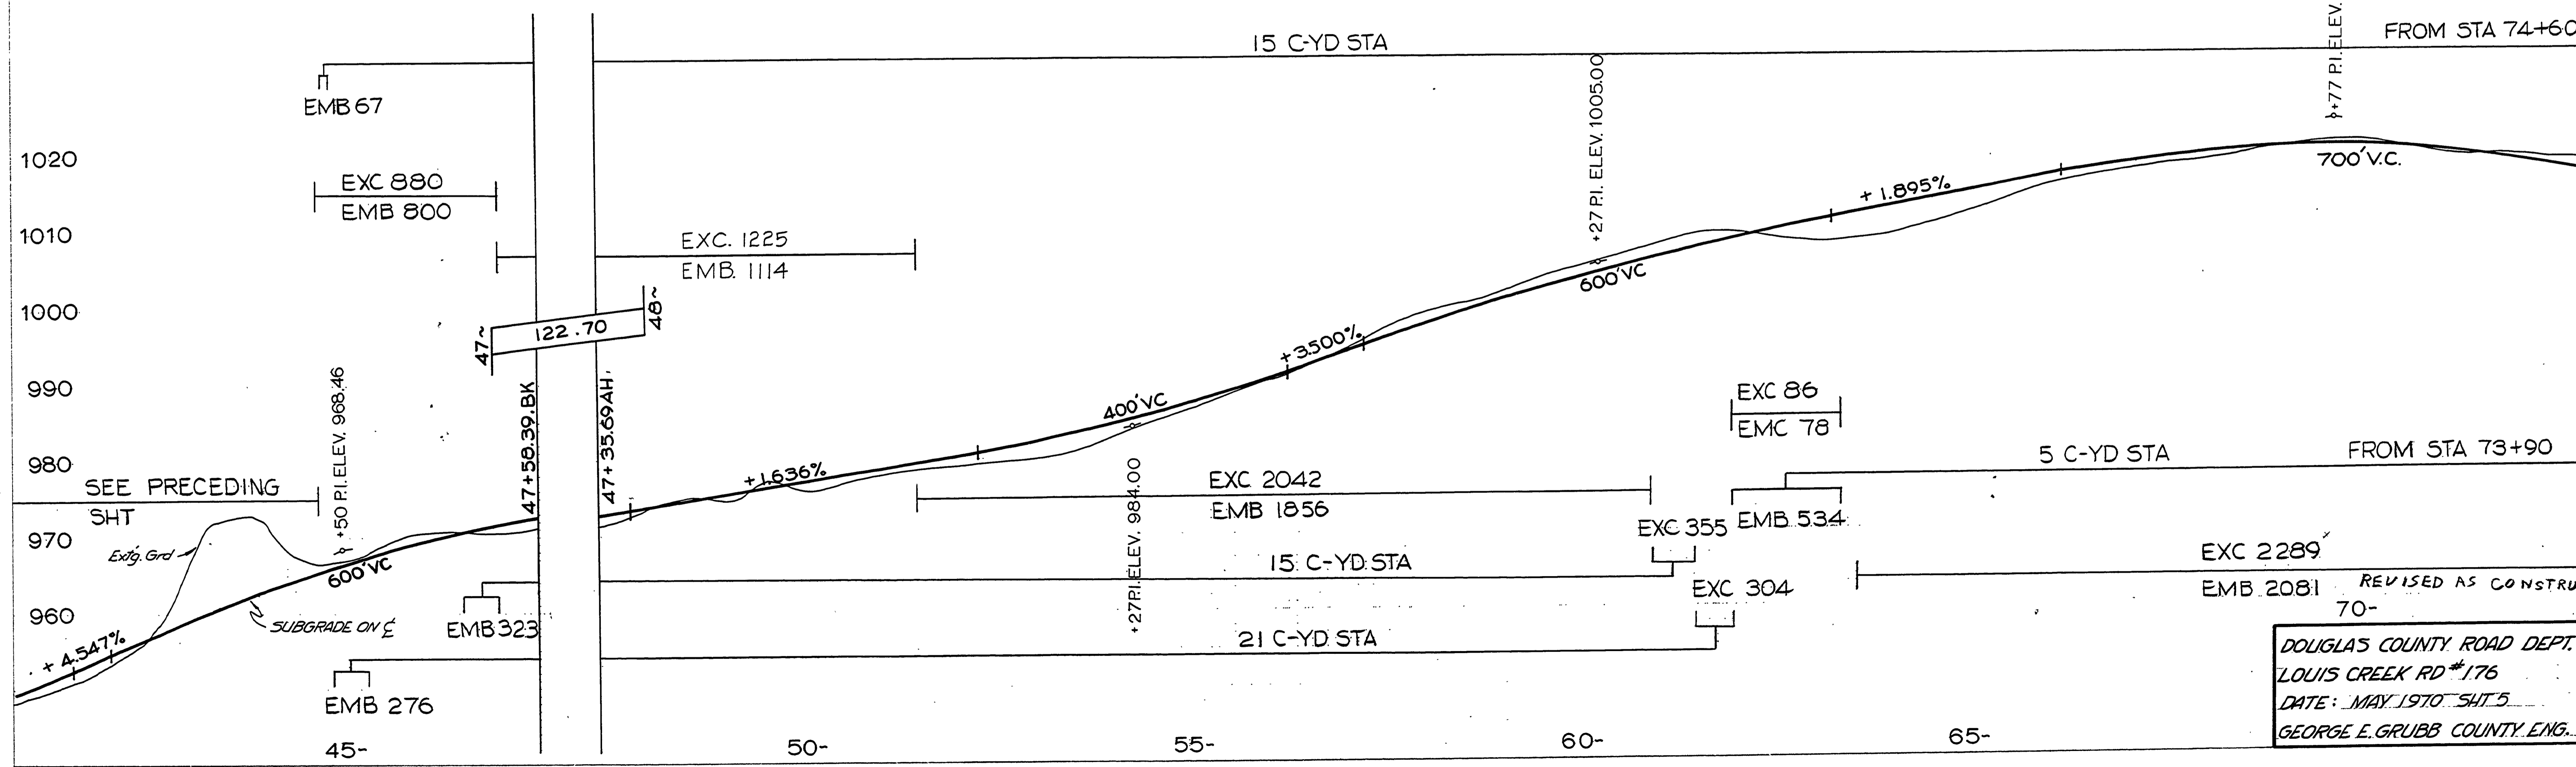 15 C-YD STA
FROM STA 74+60
+77 P.I. ELEV.
EMB 67
+27 P.I. ELEV. 1005.00
1020
700' V.C.
EXC 880
EMB 800
+ 1.895%
1010
EXC. 1225
EMB. 1114
600' VC
1000
47~
122.70
48~
+3.500%
990
+50 P.I. ELEV. 968.46
47+58.39.BK
47+35.69AH.
400' VC
EXC 86
EMC 78
980
SEE PRECEDING
SHT
+1.636%
+27 P.I. ELEV. 984.00
EXC 2042
EMB 1856
5 C-YD STA
FROM STA 73+90
EXC 355
EMB 534
970
Extg. Grd
600' VC
15 C-YD STA
EXC 2289
EMB 2081
REVISED AS CONSTRU
EXC 304
960
SUBGRADE ON ℄
EMB 323
+ 4.547%
21 C-YD STA
EMB 276
70-
45-
50-
55-
60-
65-
DOUGLAS COUNTY ROAD DEPT.
LOUIS CREEK RD #176
DATE: MAY 1970 SHT 5
GEORGE E. GRUBB COUNTY ENG.